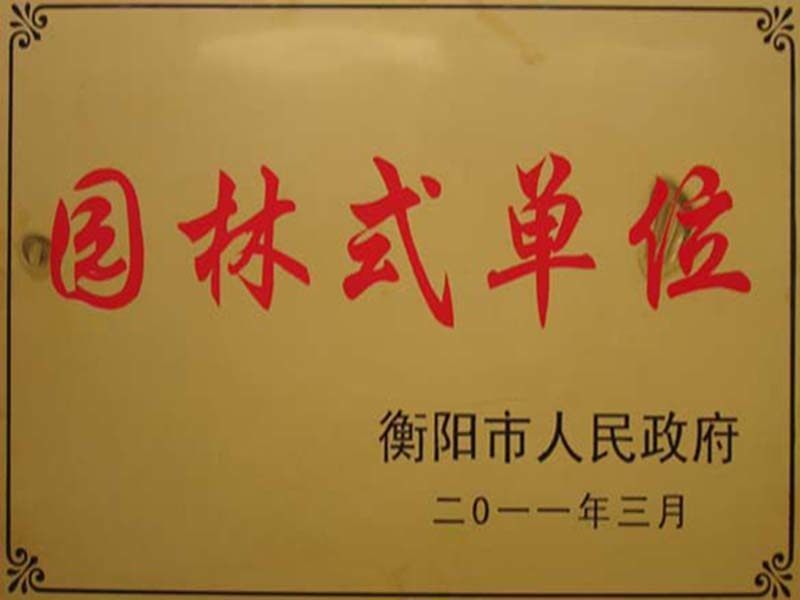 园林式单位
衡阳市人民政府
二0一一年三月